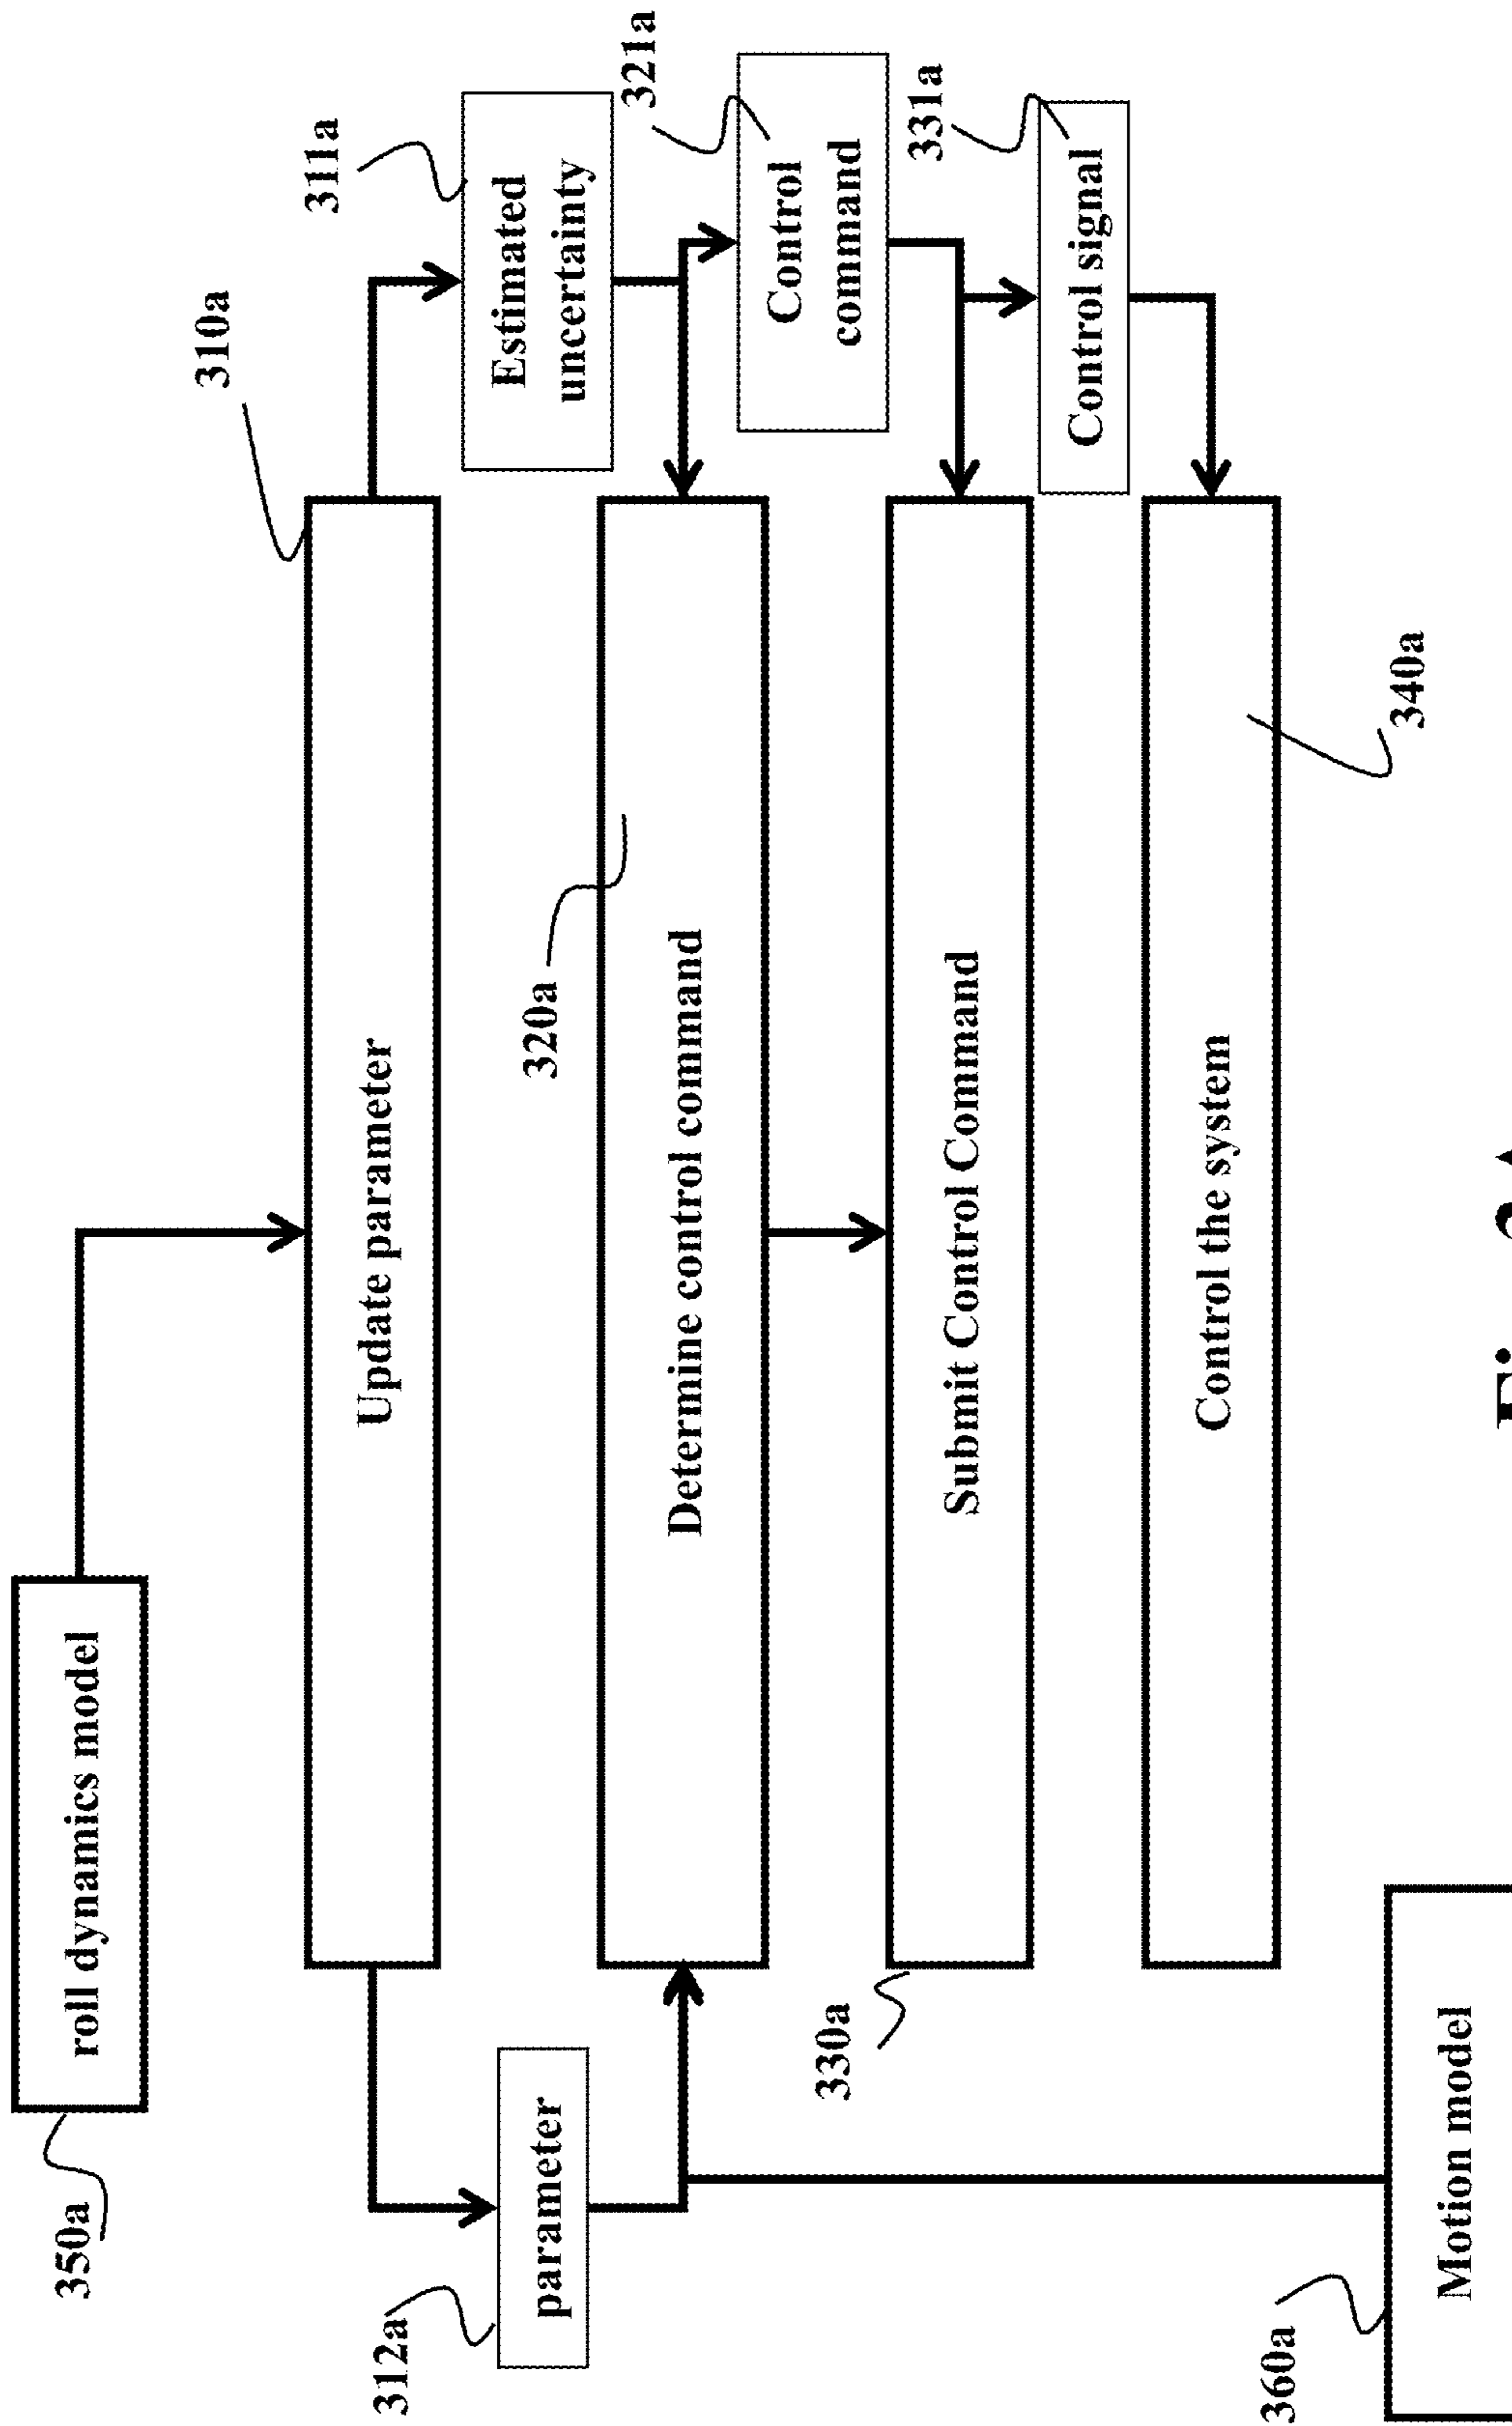 350a
roll dynamics model
310a
Update parameter
311a
Estimated
uncertainty
312a
parameter
320a
Determine control command
321a
Control
command
330a
Submit Control Command
331a
Control signal
Control the system
340a
360a
Motion model